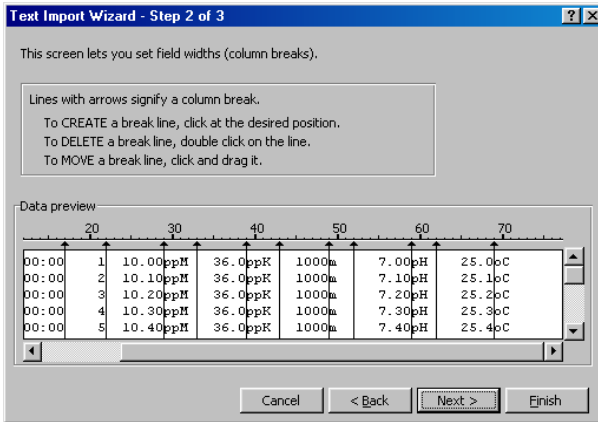 Text Import Wizard - Step 2 of 3
This screen lets you set field widths (column breaks).
Lines with arrows signify a column break.
To CREATE a break line, click at the desired position.
To DELETE a break line, double click on the line.
To MOVE a break line, click and drag it.
Data preview
20 30 40 50 60 70
00:00 1 10.00ppM 36.0ppK 1000m 7.00pH 25.0oC
00:00 2 10.10ppM 36.0ppK 1000m 7.10pH 25.1oC
00:00 3 10.20ppM 36.0ppK 1000m 7.20pH 25.2oC
00:00 4 10.30ppM 36.0ppK 1000m 7.30pH 25.3oC
00:00 5 10.40ppM 36.0ppK 1000m 7.40pH 25.4oC
Cancel < Back Next > Finish